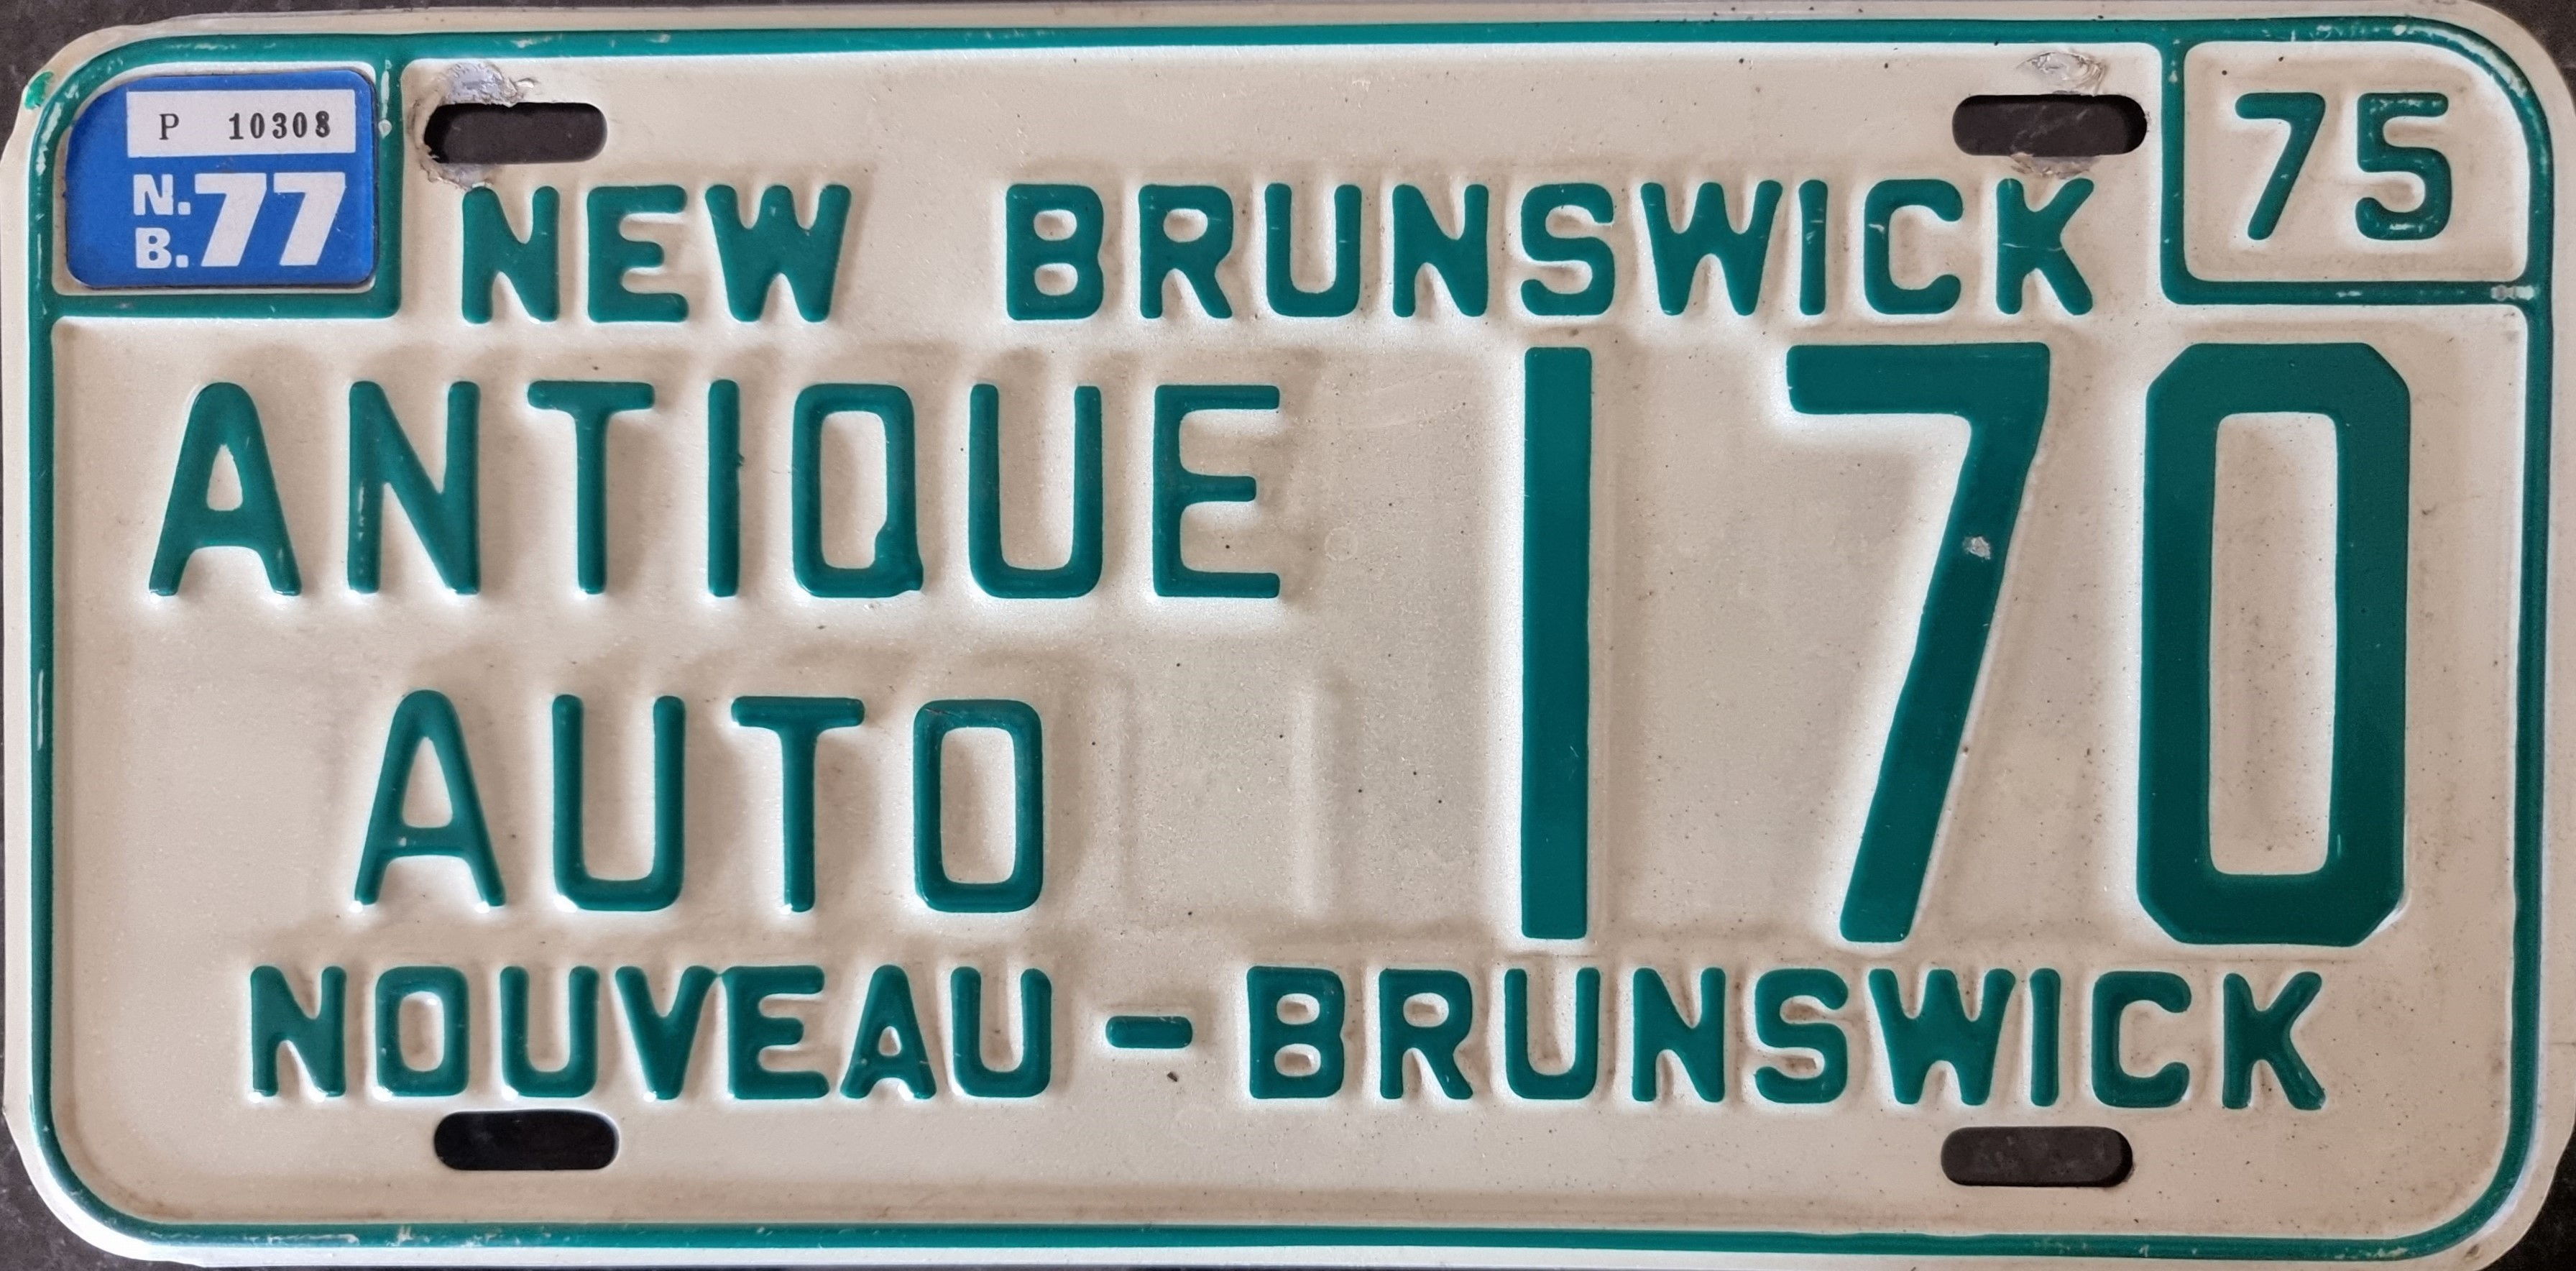 P 10308
N.B. 77
75
NEW BRUNSWICK
ANTIQUE
AUTO
170
NOUVEAU-BRUNSWICK